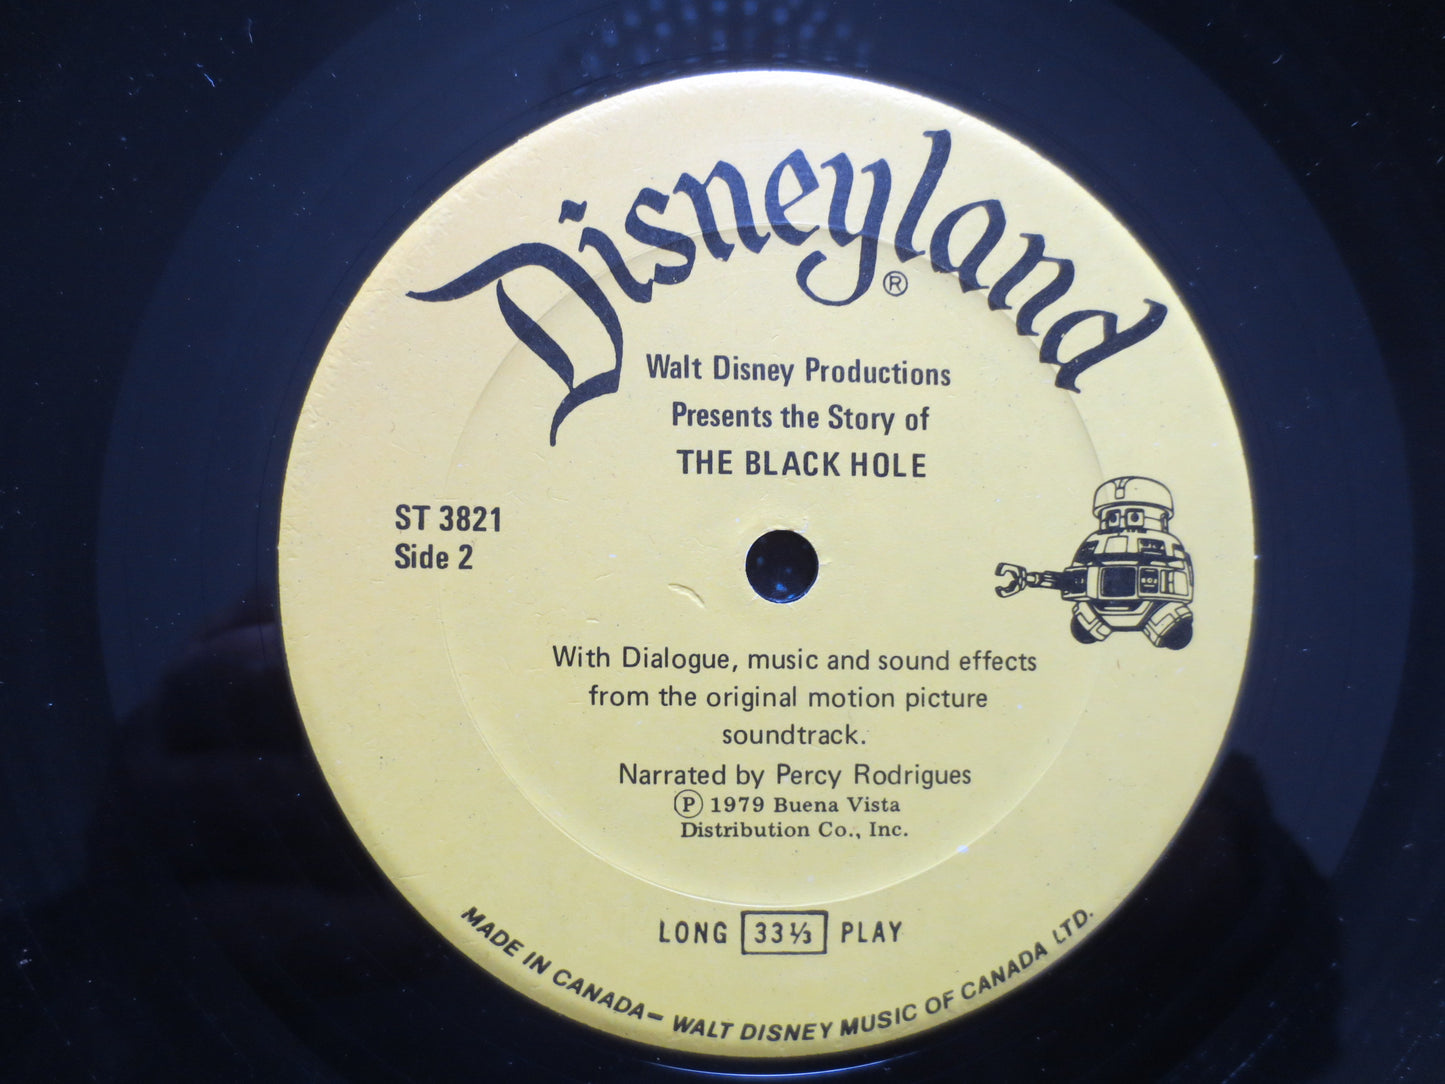 Disneyland®
Walt Disney Productions
Presents the Story of
THE BLACK HOLE
ST 3821
Side 2
With Dialogue, music and sound effects
from the original motion picture
soundtrack.
Narrated by Percy Rodrigues
℗ 1979 Buena Vista
Distribution Co., Inc.
LONG 33 ⅓ PLAY
MADE IN CANADA – WALT DISNEY MUSIC OF CANADA LTD.